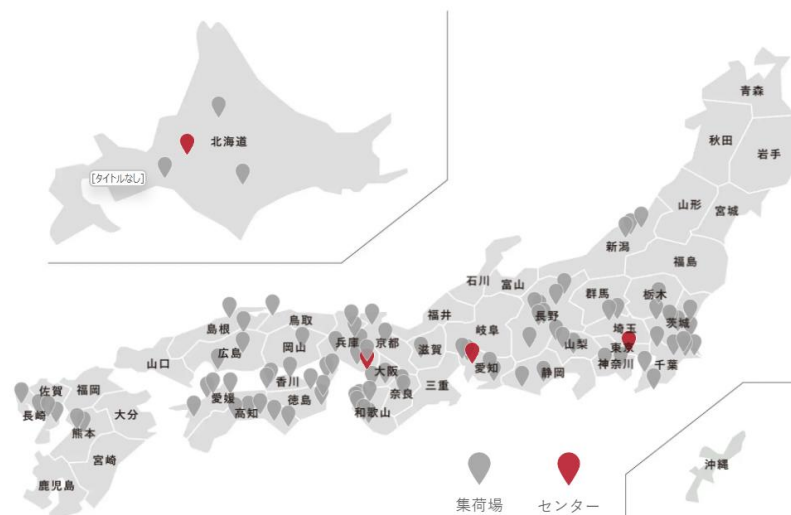 北海道
[タイトルなし]
青森
秋田
岩手
山形
宮城
新潟
福島
石川
富山
群馬
栃木
福井
長野
埼玉
茨城
島根
鳥取
岐阜
山梨
東京
兵庫
京都
滋賀
愛知
静岡
神奈川
千葉
広島
岡山
山口
大阪
三重
奈良
佐賀
福岡
香川
愛媛
徳島
長崎
大分
高知
和歌山
熊本
宮崎
鹿児島
沖縄
集荷場
センター